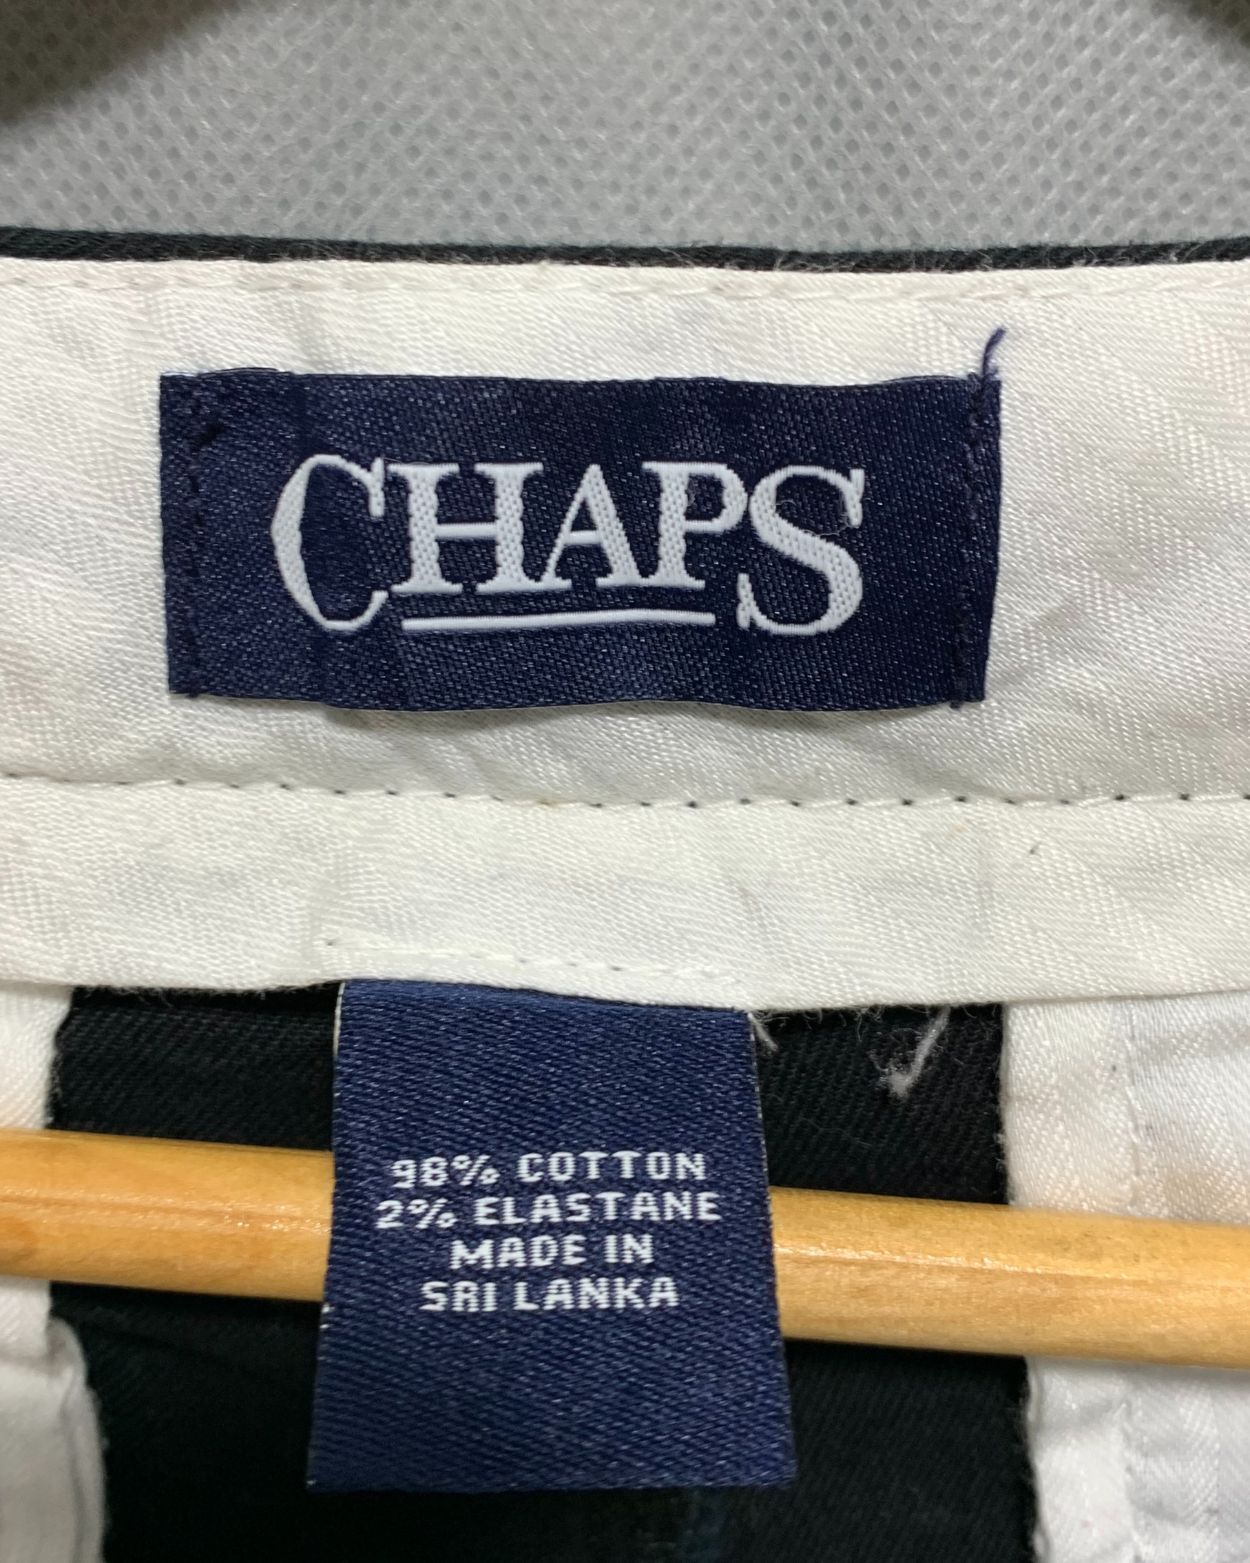 CHAPS
98% COTTON
2% ELASTANE
MADE IN
SRI LANKA